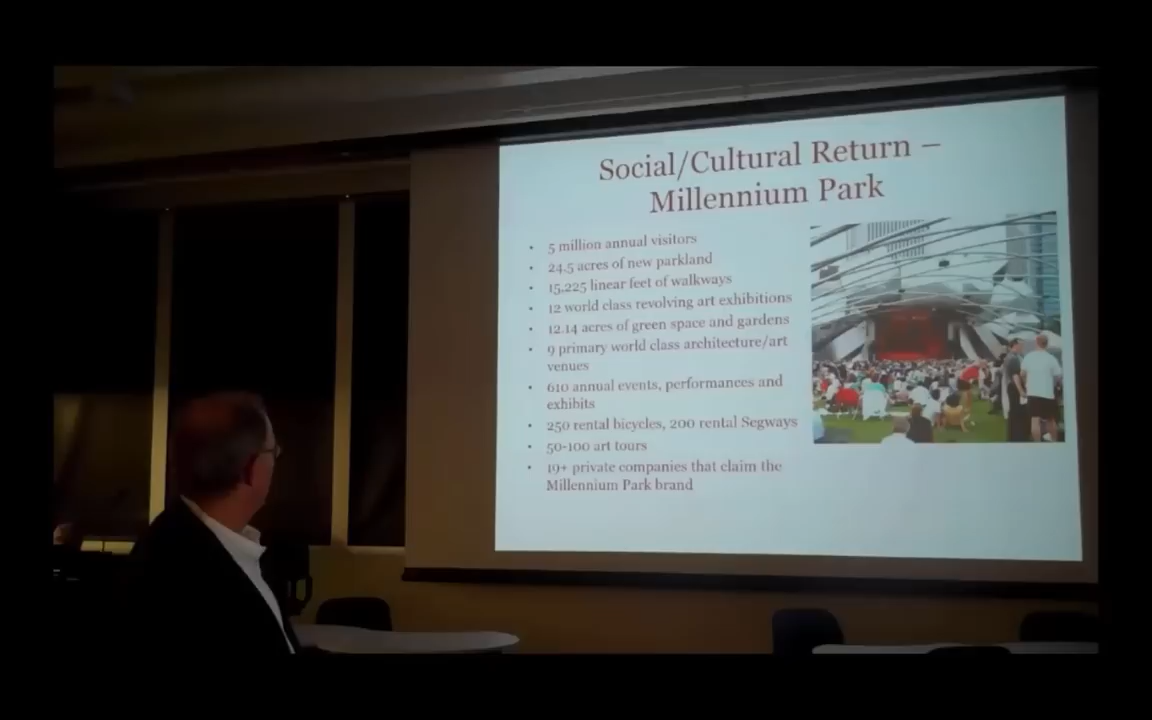 Social/Cultural Return –
Millennium Park
• 5 million annual visitors
• 24.5 acres of new parkland
• 15,225 linear feet of walkways
• 12 world class revolving art exhibitions
• 12.14 acres of green space and gardens
• 9 primary world class architecture/art
venues
• 610 annual events, performances and
exhibits
• 250 rental bicycles, 200 rental Segways
• 50-100 art tours
• 19+ private companies that claim the
Millennium Park brand